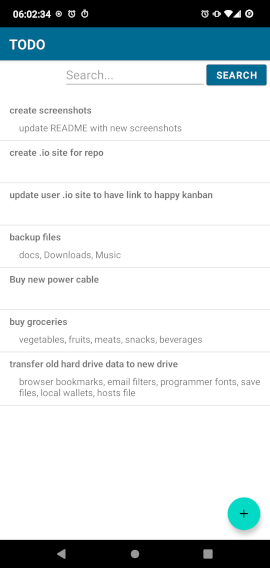 06:02:34
TODO
Search...
SEARCH
create screenshots
update README with new screenshots
create .io site for repo
update user .io site to have link to happy kanban
backup files
docs, Downloads, Music
Buy new power cable
buy groceries
vegetables, fruits, meats, snacks, beverages
transfer old hard drive data to new drive
browser bookmarks, email filters, programmer fonts, save
files, local wallets, hosts file
+